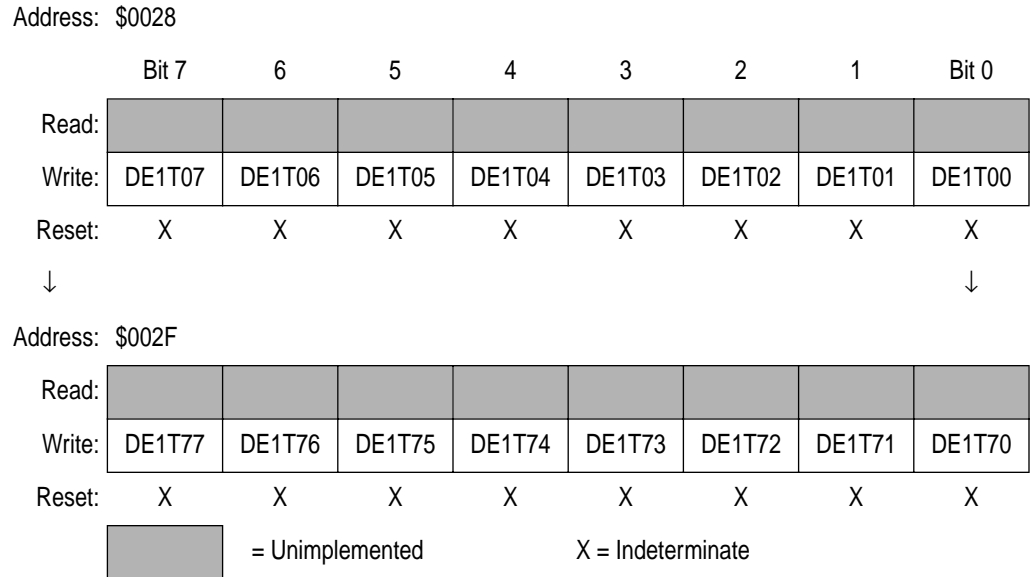 Address: $0028
Bit 7 6 5 4 3 2 1 Bit 0
Read:
Write: DE1T07 DE1T06 DE1T05 DE1T04 DE1T03 DE1T02 DE1T01 DE1T00
Reset: X X X X X X X X
↓ ↓
Address: $002F
Read:
Write: DE1T77 DE1T76 DE1T75 DE1T74 DE1T73 DE1T72 DE1T71 DE1T70
Reset: X X X X X X X X
= Unimplemented X = Indeterminate